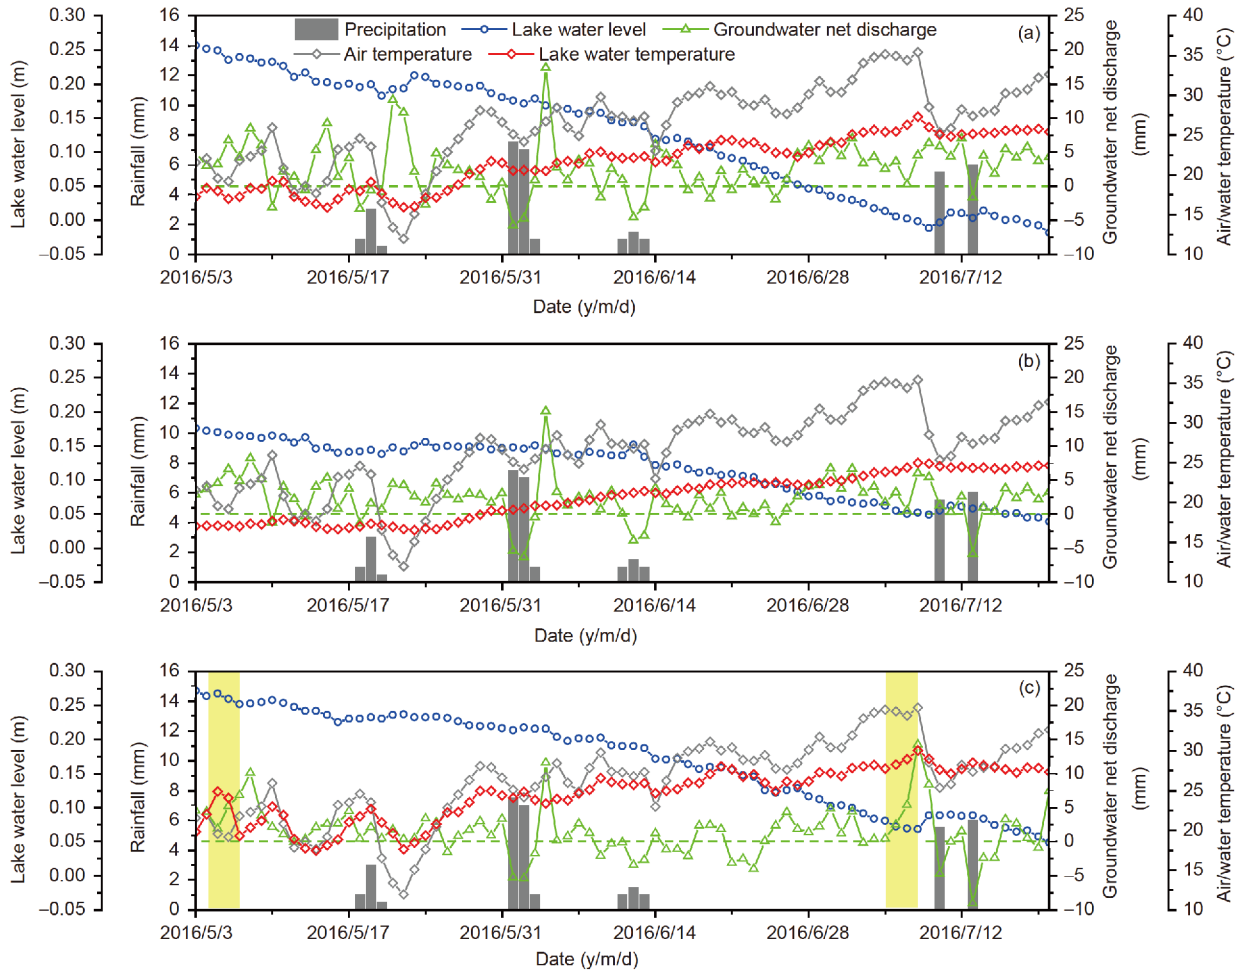 Precipitation Lake water level Groundwater net discharge
Air temperature Lake water temperature
(a)
0.30 0.25 0.20 0.15 0.10 0.05 0.00 –0.05
Lake water level (m)
16 14 12 10 8 6 4 2 0
Rainfall (mm)
25 20 15 10 5 0 –5 –10
Groundwater net discharge
(mm)
40 35 30 25 20 15 10
Air/water temperature (°C)
2016/5/3 2016/5/17 2016/5/31 2016/6/14 2016/6/28 2016/7/12
Date (y/m/d)
(b)
0.30 0.25 0.20 0.15 0.10 0.05 0.00 –0.05
Lake water level (m)
16 14 12 10 8 6 4 2 0
Rainfall (mm)
25 20 15 10 5 0 –5 –10
Groundwater net discharge
(mm)
40 35 30 25 20 15 10
Air/water temperature (°C)
2016/5/3 2016/5/17 2016/5/31 2016/6/14 2016/6/28 2016/7/12
Date (y/m/d)
(c)
0.30 0.25 0.20 0.15 0.10 0.05 0.00 –0.05
Lake water level (m)
16 14 12 10 8 6 4 2 0
Rainfall (mm)
25 20 15 10 5 0 –5 –10
Groundwater net discharge
(mm)
40 35 30 25 20 15 10
Air/water temperature (°C)
2016/5/3 2016/5/17 2016/5/31 2016/6/14 2016/6/28 2016/7/12
Date (y/m/d)